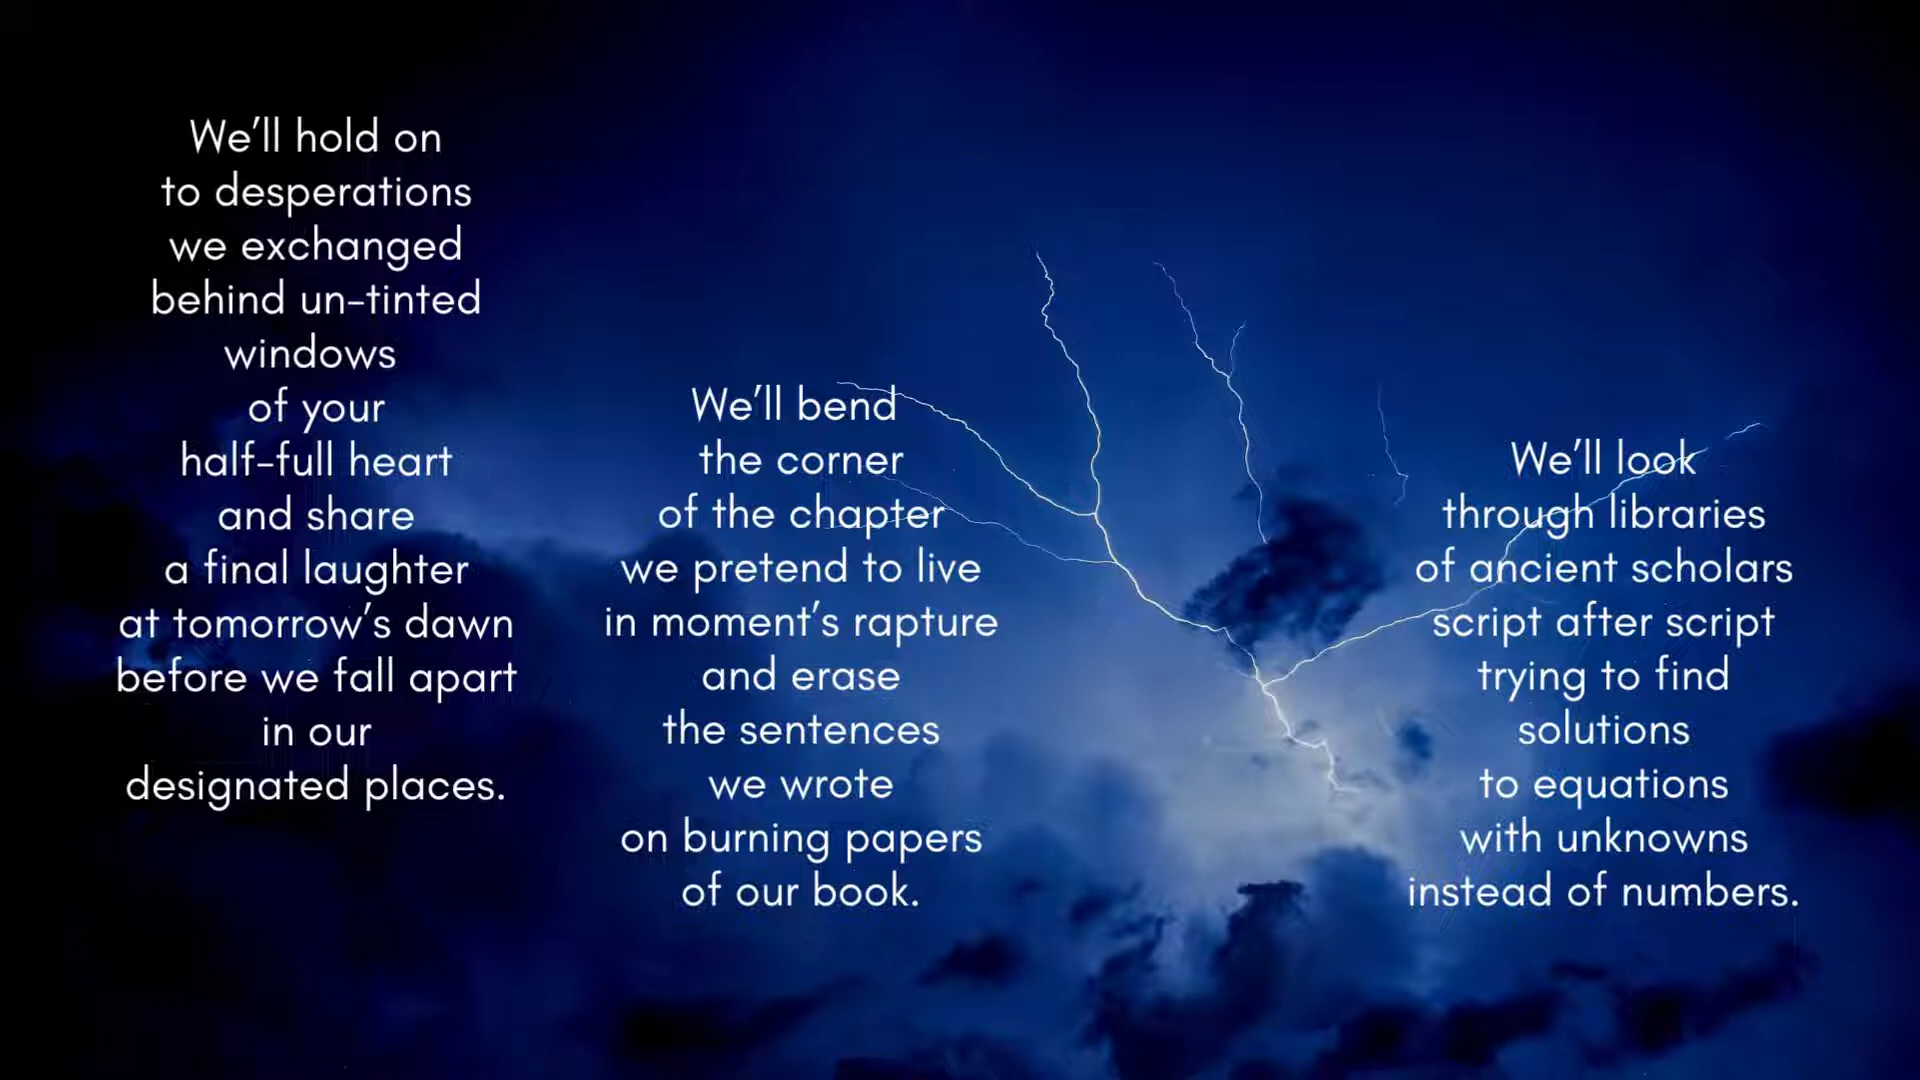 We’ll hold on
to desperations
we exchanged
behind un-tinted
windows
of your
half-full heart
and share
a final laughter
at tomorrow’s dawn
before we fall apart
in our
designated places.
We’ll bend
the corner
of the chapter
we pretend to live
in moment’s rapture
and erase
the sentences
we wrote
on burning papers
of our book.
We’ll look
through libraries
of ancient scholars
script after script
trying to find
solutions
to equations
with unknowns
instead of numbers.